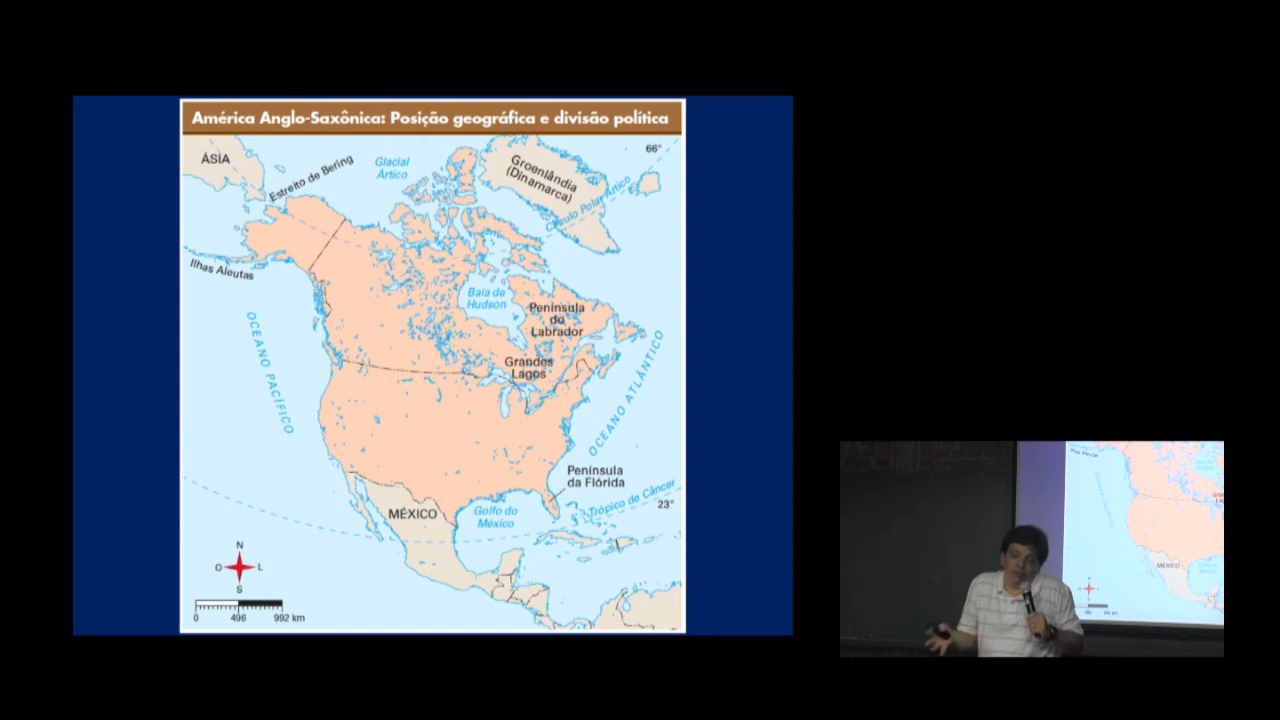 América Anglo-Saxônica: Posição geográfica e divisão política
ÁSIA
Estreito de Bering
Glacial
Ártico
Groenlândia
(Dinamarca)
66°
Círculo Polar Ártico
Ilhas Aleutas
Baía de
Hudson
Península
do
Labrador
Grandes
Lagos
OCEANO PACÍFICO
OCEANO ATLÂNTICO
Península
da Flórida
Trópico de Câncer
23°
MÉXICO
Golfo do
México
N
O
L
S
0 496 992 km
MÉXICO